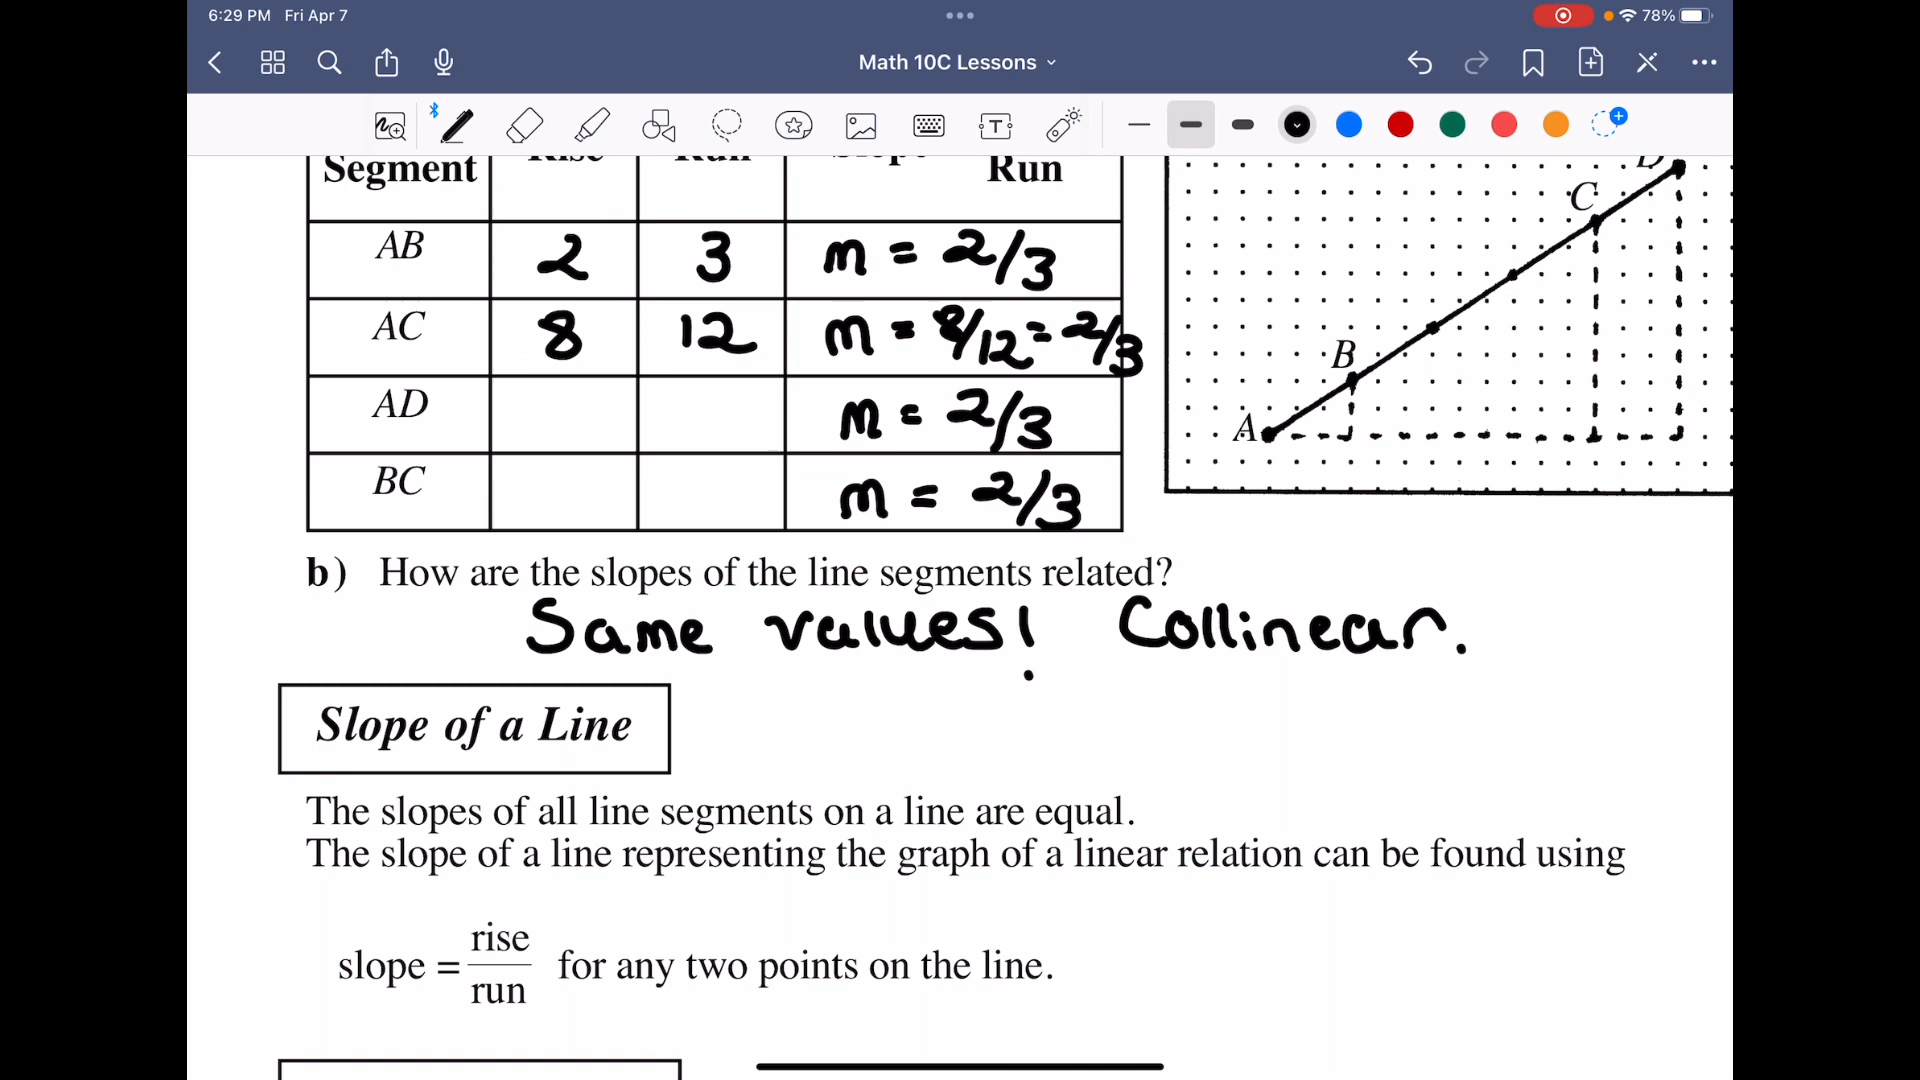 6:29 PM Fri Apr 7
78%
Math 10C Lessons
Segment Rise Run Slope Run
AB 2 3 m = 2/3
AC 8 12 m = 8/12 = 2/3
AD m = 2/3
BC m = 2/3
A B C D
b) How are the slopes of the line segments related?
Same values! Collinear.
Slope of a Line
The slopes of all line segments on a line are equal.
The slope of a line representing the graph of a linear relation can be found using
slope = rise/run for any two points on the line.